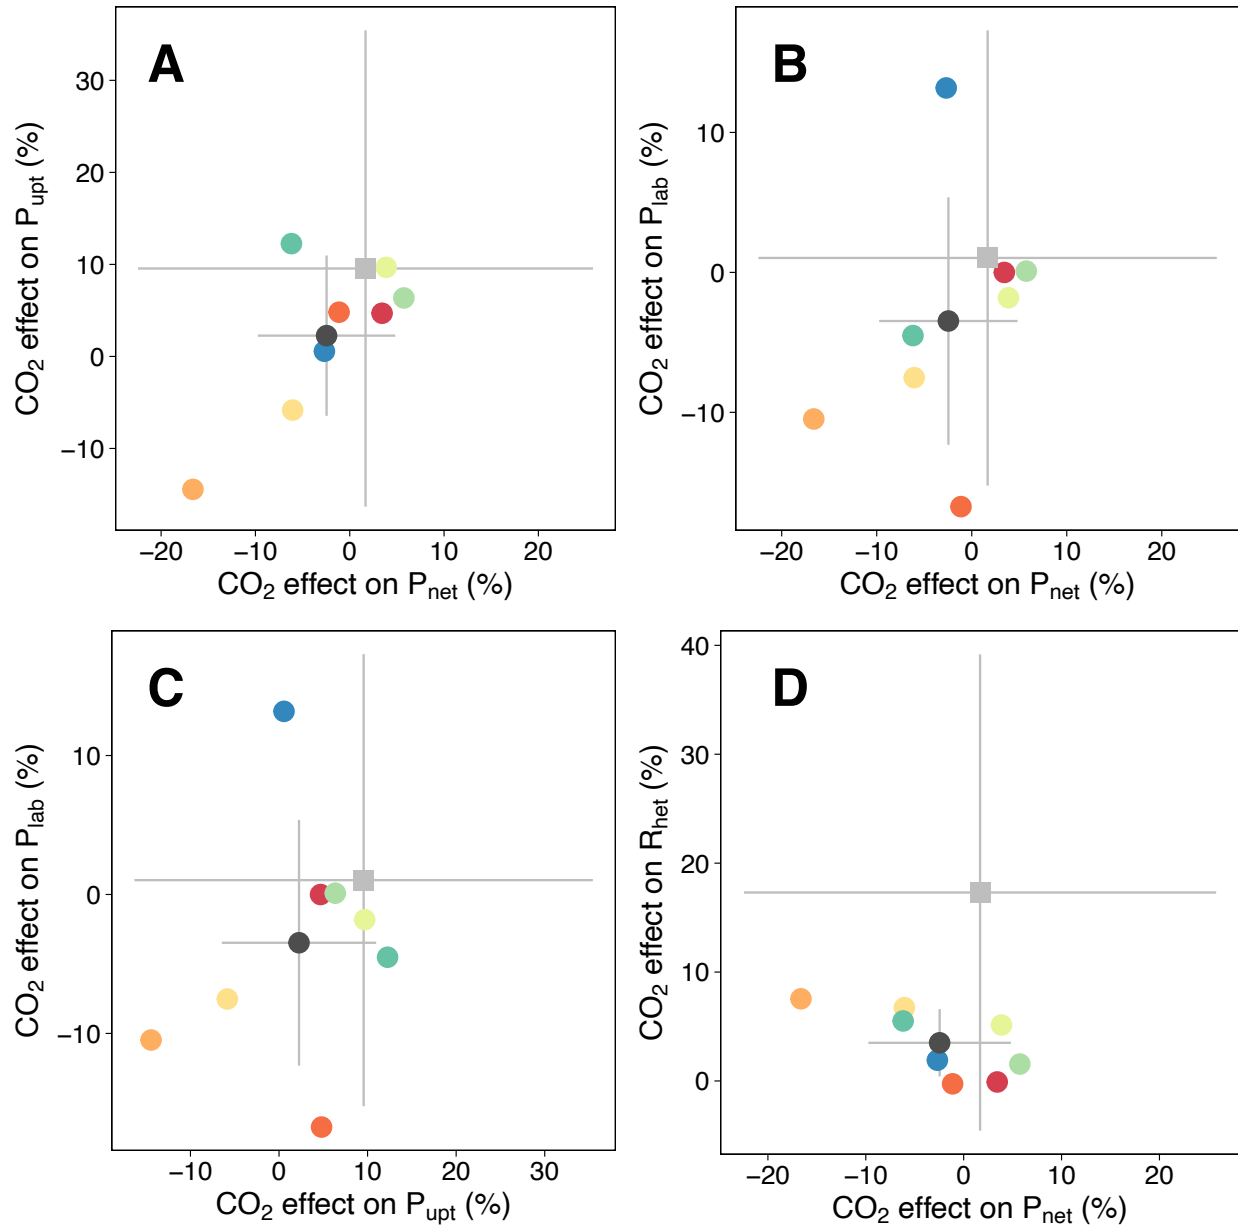 A
30
20
10
0
−10
CO₂ effect on Pupt (%)
−20 −10 0 10 20
CO₂ effect on Pnet (%)
B
10
0
−10
CO₂ effect on Plab (%)
−20 −10 0 10 20
CO₂ effect on Pnet (%)
C
10
0
−10
CO₂ effect on Plab (%)
−10 0 10 20 30
CO₂ effect on Pupt (%)
D
40
30
20
10
0
CO₂ effect on Rhet (%)
−20 −10 0 10 20
CO₂ effect on Pnet (%)